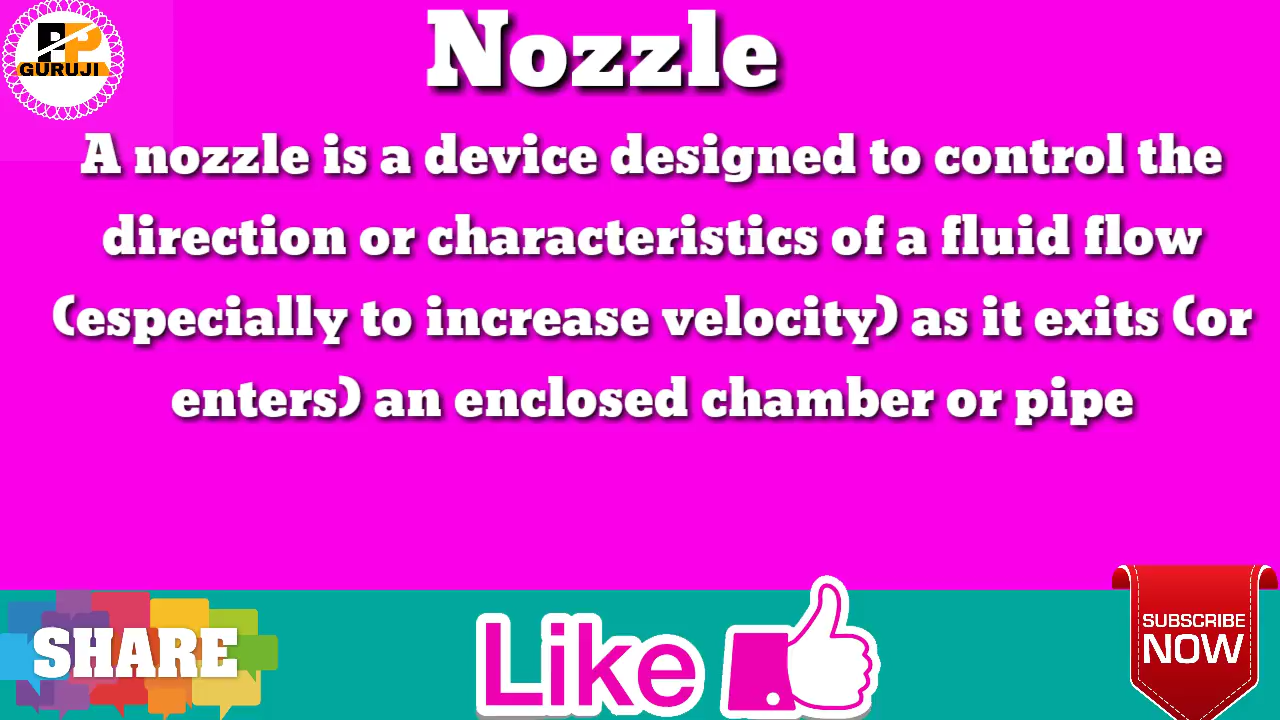 PP
GURUJI
Nozzle
A nozzle is a device designed to control the
direction or characteristics of a fluid flow
(especially to increase velocity) as it exits (or
enters) an enclosed chamber or pipe
SHARE
Like
SUBSCRIBE
NOW